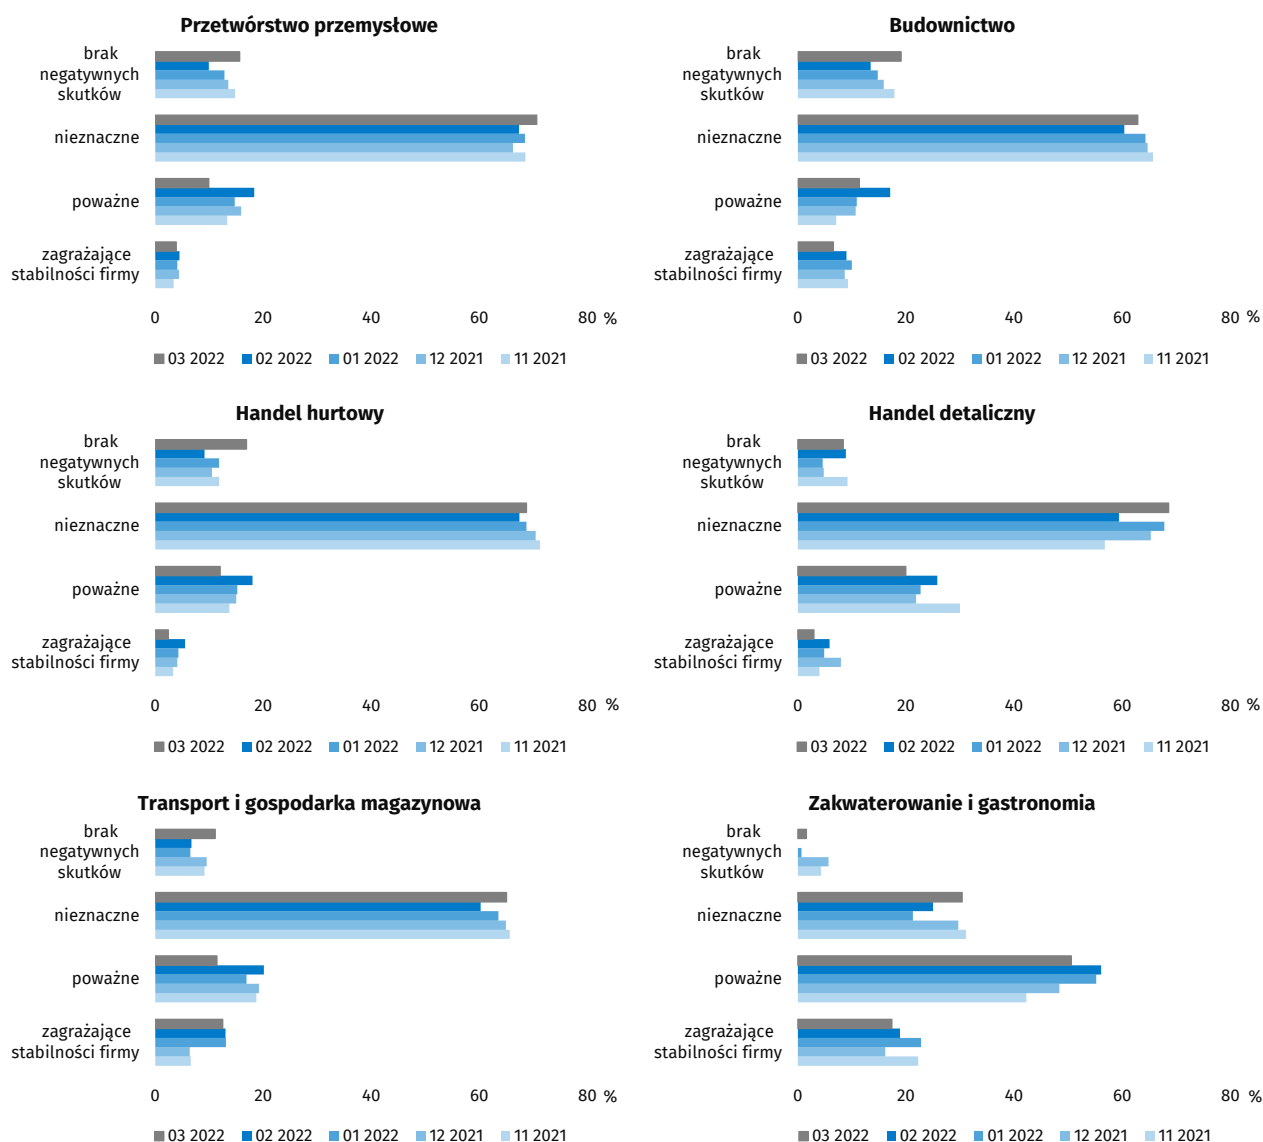 Przetwórstwo przemysłowe
brak
negatywnych
skutków
nieznaczne
poważne
zagrażające
stabilności firmy
0 20 40 60 80 %
03 2022 02 2022 01 2022 12 2021 11 2021
Budownictwo
brak
negatywnych
skutków
nieznaczne
poważne
zagrażające
stabilności firmy
0 20 40 60 80 %
03 2022 02 2022 01 2022 12 2021 11 2021
Handel hurtowy
brak
negatywnych
skutków
nieznaczne
poważne
zagrażające
stabilności firmy
0 20 40 60 80 %
03 2022 02 2022 01 2022 12 2021 11 2021
Handel detaliczny
brak
negatywnych
skutków
nieznaczne
poważne
zagrażające
stabilności firmy
0 20 40 60 80 %
03 2022 02 2022 01 2022 12 2021 11 2021
Transport i gospodarka magazynowa
brak
negatywnych
skutków
nieznaczne
poważne
zagrażające
stabilności firmy
0 20 40 60 80 %
03 2022 02 2022 01 2022 12 2021 11 2021
Zakwaterowanie i gastronomia
brak
negatywnych
skutków
nieznaczne
poważne
zagrażające
stabilności firmy
0 20 40 60 80 %
03 2022 02 2022 01 2022 12 2021 11 2021